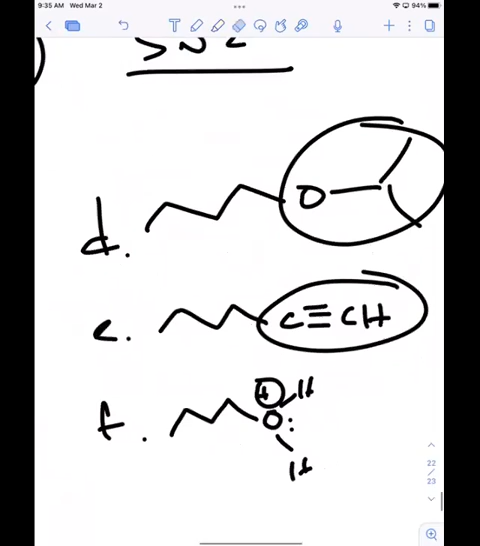 9:35 AM Wed Mar 2
94%
SN2
d.
O
e.
C≡CH
f.
+
H
O:
H
22
/
23